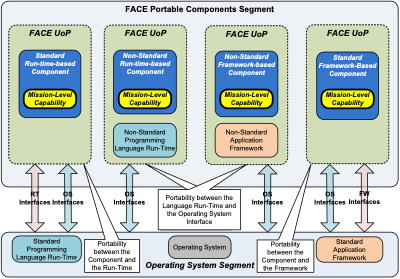 FACE Portable Components Segment
FACE UoP
Standard
Run-time-based
Component
Mission-Level
Capability
FACE UoP
Non-Standard
Run-time-based
Component
Mission-Level
Capability
Non-Standard
Programming
Language Run-Time
FACE UoP
Non-Standard
Framework-based
Component
Mission-Level
Capability
Non-Standard
Application
Framework
FACE UoP
Standard
Framework-Based
Component
Mission-Level
Capability
RT
Interfaces
OS
Interfaces
OS
Interfaces
Portability between the
Language Run-Time and
the Operating System
Interface
OS
Interfaces
FW
Interfaces
OS
Interfaces
Standard
Programming
Language Run-Time
Portability
between the
Component and
the Run-Time
Operating System
Portability
between the
Component and
the Framework
Standard
Application
Framework
Operating System Segment